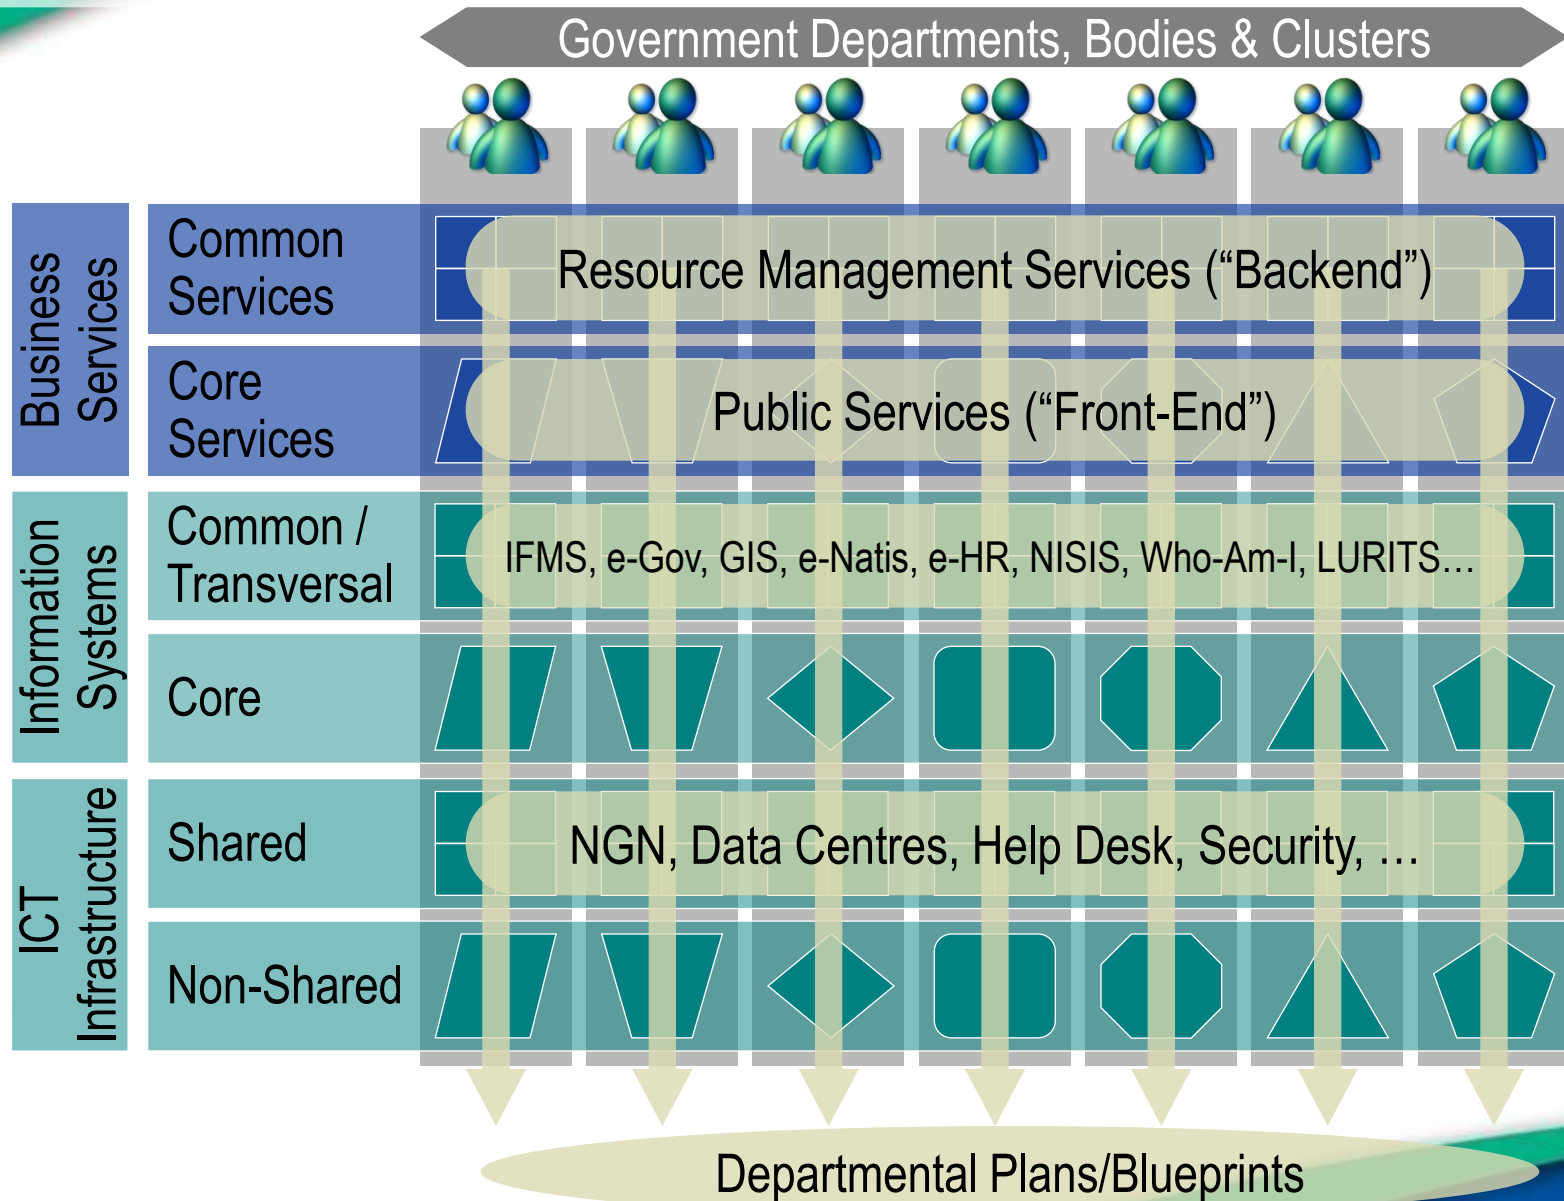 Government Departments, Bodies & Clusters
Business
Services
Common
Services
Resource Management Services (“Backend”)
Core
Services
Public Services (“Front-End”)
Information
Systems
Common /
Transversal
IFMS, e-Gov, GIS, e-Natis, e-HR, NISIS, Who-Am-I, LURITS…
Core
ICT
Infrastructure
Shared
NGN, Data Centres, Help Desk, Security, …
Non-Shared
Departmental Plans/Blueprints